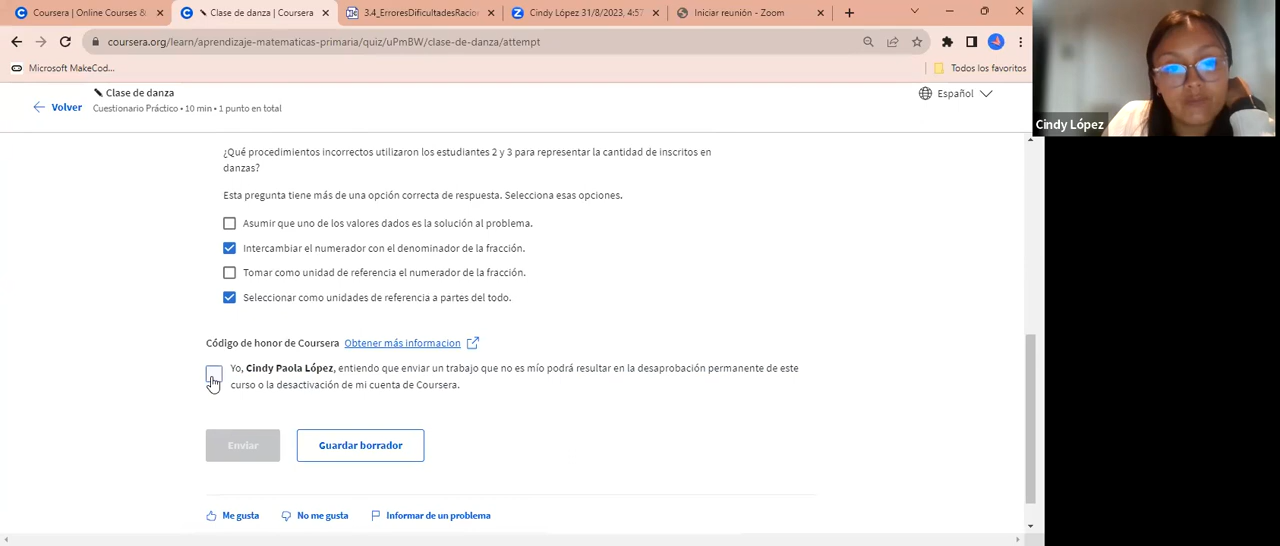 Coursera | Online Courses &
Clase de danza | Coursera
3.4_ErroresDificultadesRacio
Cindy López 31/8/2023, 4:57
Iniciar reunión - Zoom
coursera.org/learn/aprendizaje-matematicas-primaria/quiz/uPmBW/clase-de-danza/attempt
Microsoft MakeCod...
Todos los favoritos
Volver
Clase de danza
Cuestionario Práctico • 10 min • 1 punto en total
Español
Cindy López
¿Qué procedimientos incorrectos utilizaron los estudiantes 2 y 3 para representar la cantidad de inscritos en
danzas?
Esta pregunta tiene más de una opción correcta de respuesta. Selecciona esas opciones.
Asumir que uno de los valores dados es la solución al problema.
Intercambiar el numerador con el denominador de la fracción.
Tomar como unidad de referencia el numerador de la fracción.
Seleccionar como unidades de referencia a partes del todo.
Código de honor de Coursera Obtener más informacion
Yo, Cindy Paola López, entiendo que enviar un trabajo que no es mío podrá resultar en la desaprobación permanente de este
curso o la desactivación de mi cuenta de Coursera.
Enviar
Guardar borrador
Me gusta
No me gusta
Informar de un problema